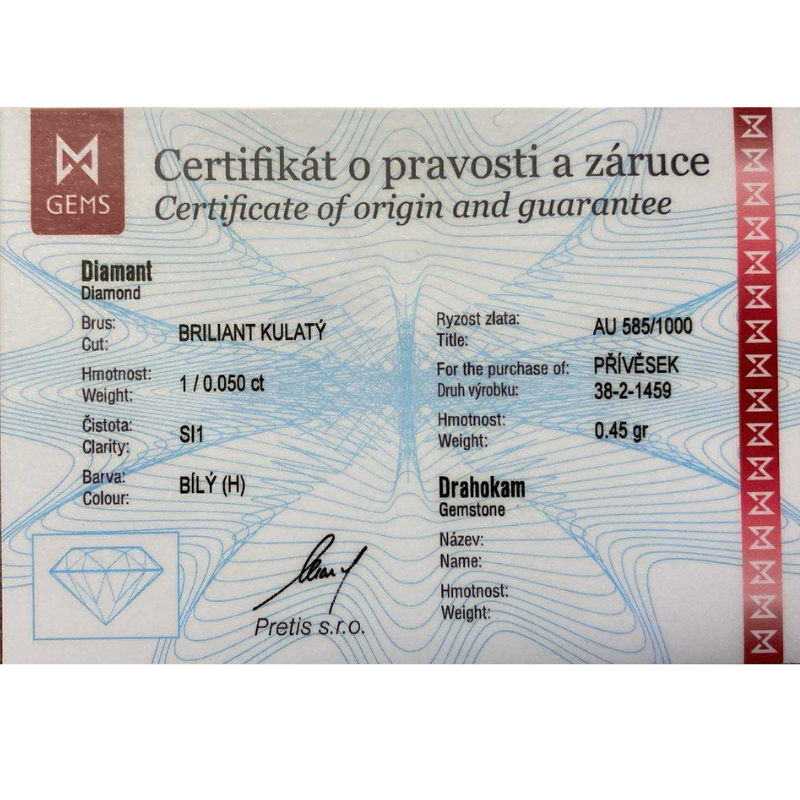 GEMS
Certifikát o pravosti a záruce
Certificate of origin and guarantee
Diamant
Diamond
Brus:
Cut:
BRILIANT KULATÝ
Hmotnost:
Weight:
1 / 0.050 ct
Čistota:
Clarity:
SI1
Barva:
Colour:
BÍLÝ (H)
Pretis s.r.o.
Ryzost zlata:
Title:
AU 585/1000
For the purchase of:
Druh výrobku:
PŘÍVĚSEK
38-2-1459
Hmotnost:
Weight:
0.45 gr
Drahokam
Gemstone
Název:
Name:
Hmotnost:
Weight: